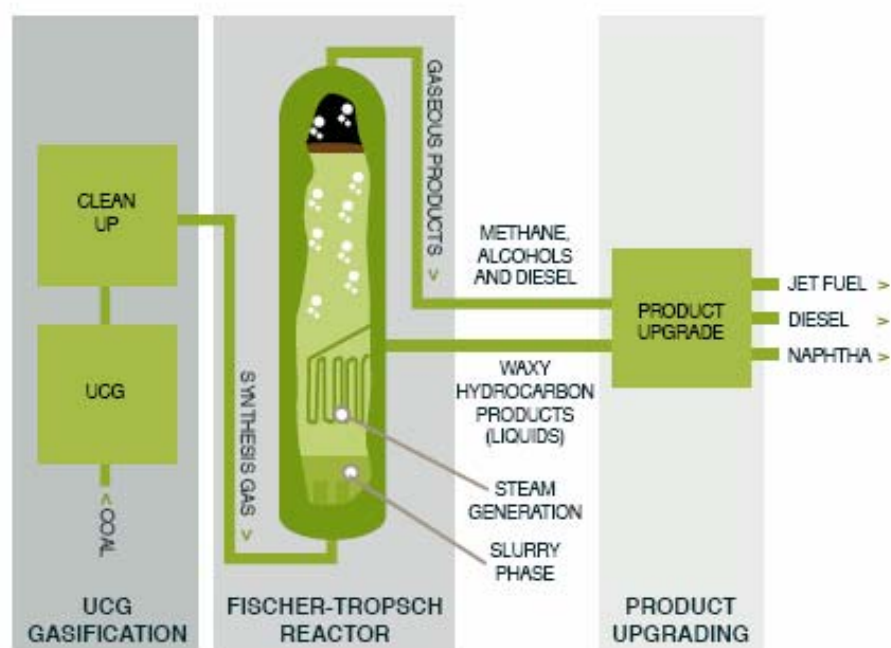 CLEAN
UP
UCG
< COAL
UCG
GASIFICATION
SYNTHESIS GAS >
GASEOUS PRODUCTS >
FISCHER-TROPSCH
REACTOR
METHANE,
ALCOHOLS
AND DIESEL
WAXY
HYDROCARBON
PRODUCTS
(LIQUIDS)
STEAM
GENERATION
SLURRY
PHASE
PRODUCT
UPGRADE
JET FUEL >
DIESEL >
NAPHTHA >
PRODUCT
UPGRADING